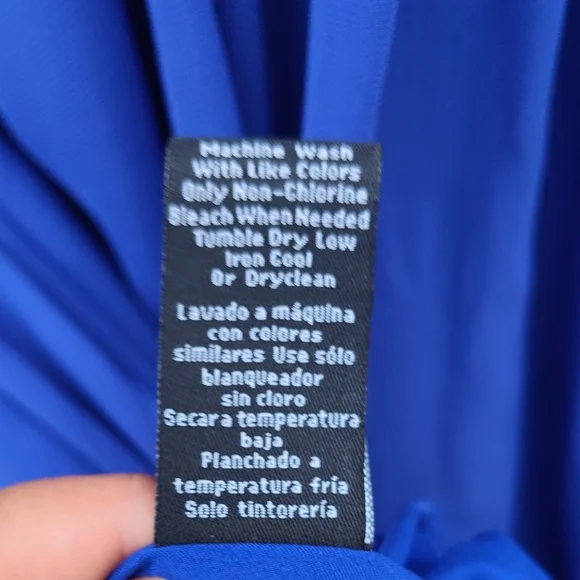 Machine Wash
With Like Colors
Only Non-Chlorine
Bleach When Needed
Tumble Dry Low
Iron Cool
Or Dryclean
Lavado a máquina
con colores
similares Use sólo
blanqueador
sin cloro
Secara temperatura
baja
Planchado a
temperatura fría
Solo tintorería